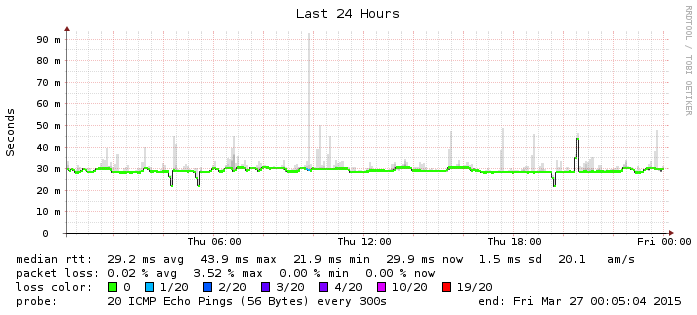 Last 24 Hours
RRDTOOL / TOBI OETIKER
Seconds
90 m
80 m
70 m
60 m
50 m
40 m
30 m
20 m
10 m
0
Thu 06:00 Thu 12:00 Thu 18:00 Fri 00:00
median rtt: 29.2 ms avg 43.9 ms max 21.9 ms min 29.9 ms now 1.5 ms sd 20.1 am/s
packet loss: 0.02 % avg 3.52 % max 0.00 % min 0.00 % now
loss color: 0 1/20 2/20 3/20 4/20 10/20 19/20
probe: 20 ICMP Echo Pings (56 Bytes) every 300s end: Fri Mar 27 00:05:04 2015